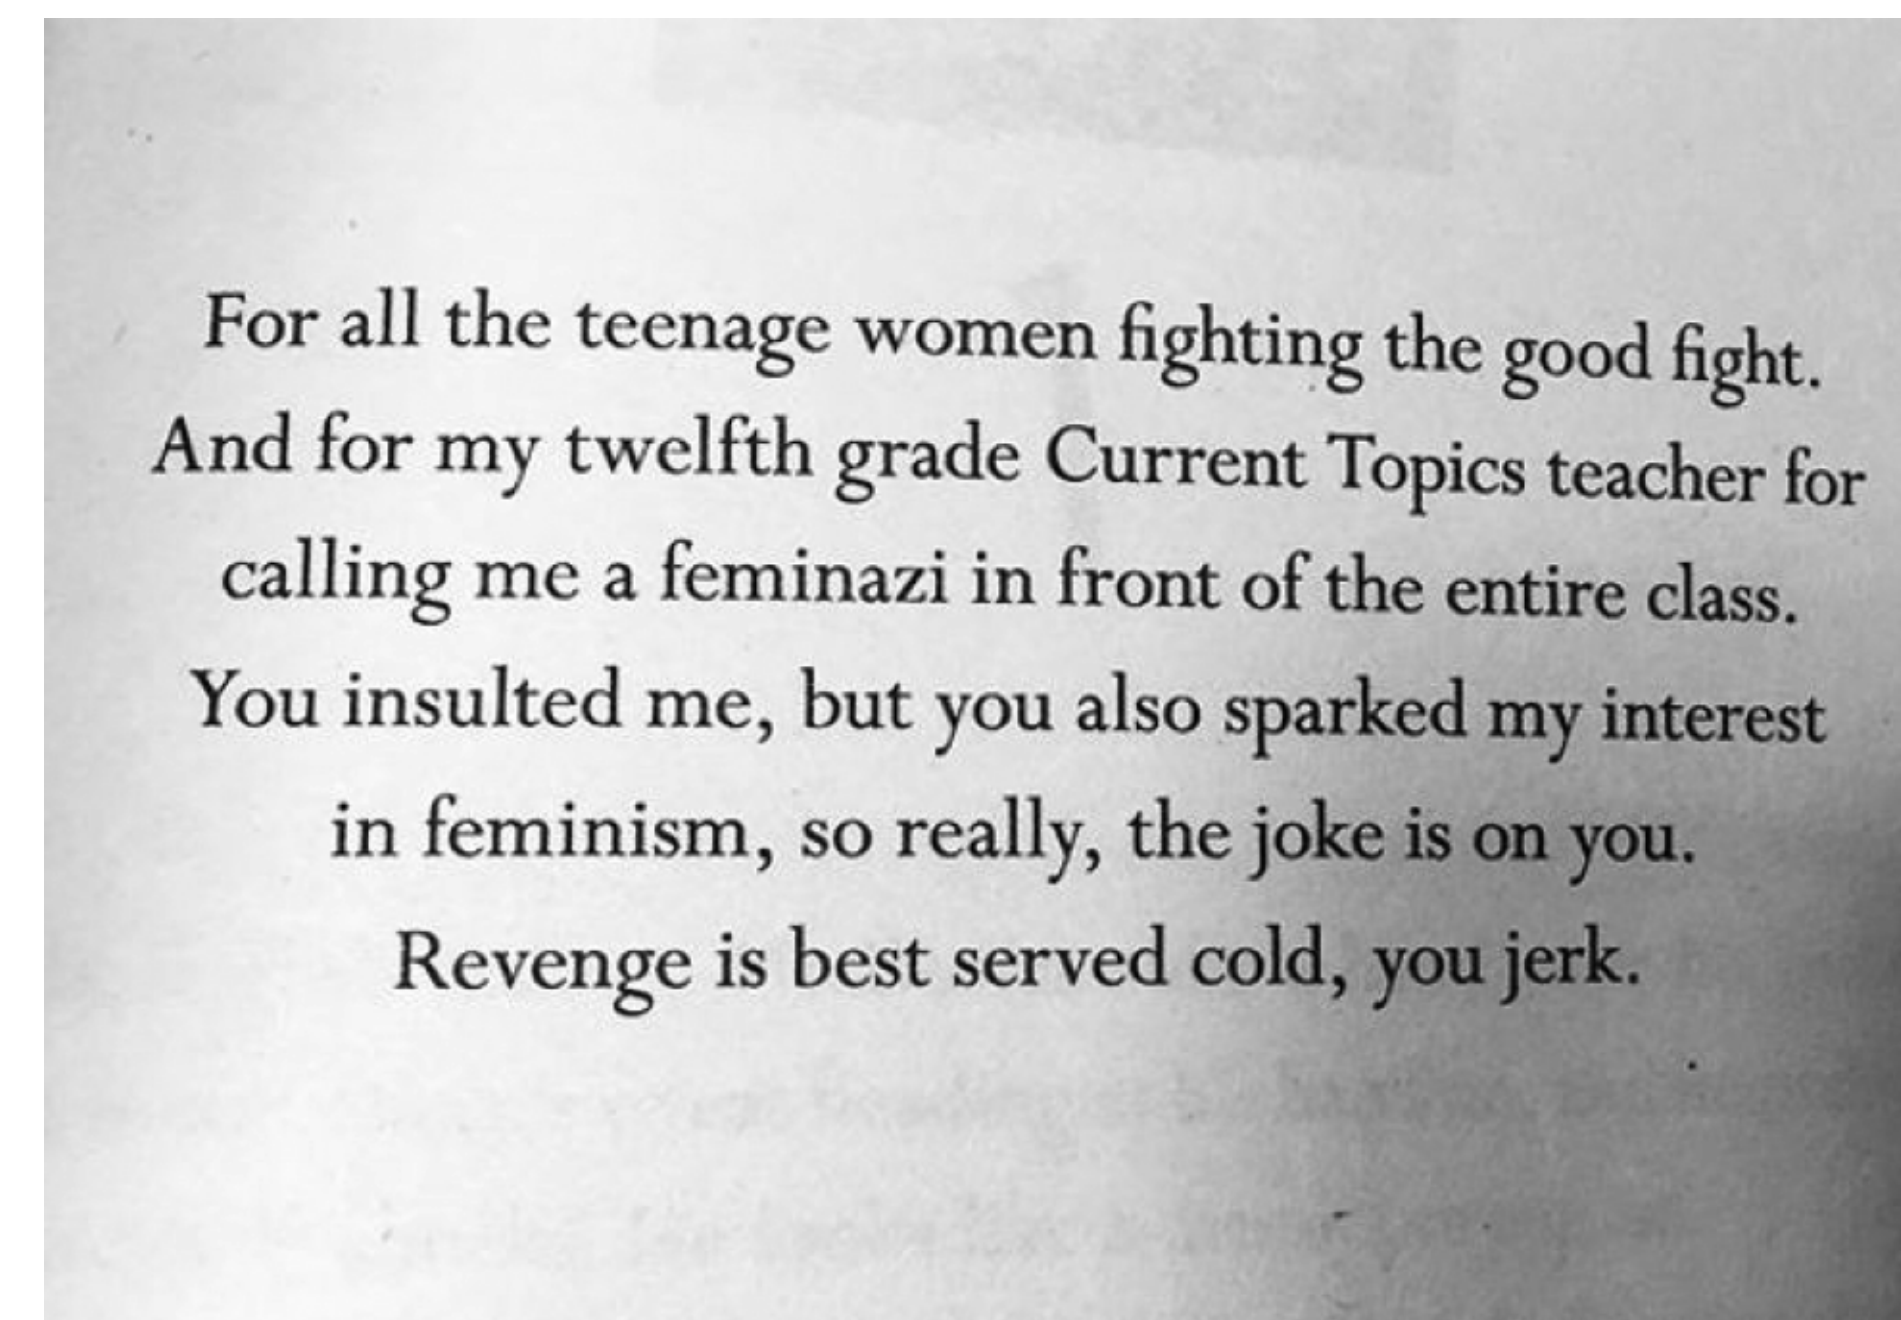 For all the teenage women fighting the good fight.
And for my twelfth grade Current Topics teacher for
calling me a feminazi in front of the entire class.
You insulted me, but you also sparked my interest
in feminism, so really, the joke is on you.
Revenge is best served cold, you jerk.